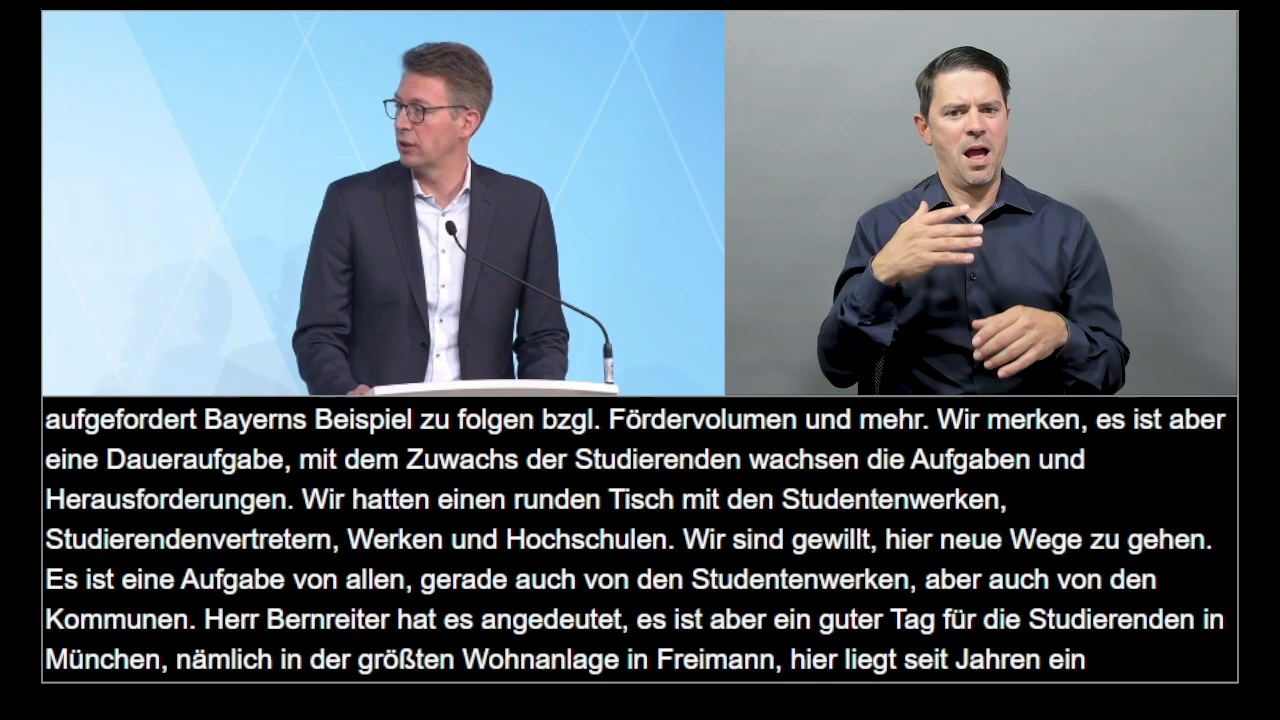 aufgefordert Bayerns Beispiel zu folgen bzgl. Fördervolumen und mehr. Wir merken, es ist aber
eine Daueraufgabe, mit dem Zuwachs der Studierenden wachsen die Aufgaben und
Herausforderungen. Wir hatten einen runden Tisch mit den Studentenwerken,
Studierendenvertretern, Werken und Hochschulen. Wir sind gewillt, hier neue Wege zu gehen.
Es ist eine Aufgabe von allen, gerade auch von den Studentenwerken, aber auch von den
Kommunen. Herr Bernreiter hat es angedeutet, es ist aber ein guter Tag für die Studierenden in
München, nämlich in der größten Wohnanlage in Freimann, hier liegt seit Jahren ein